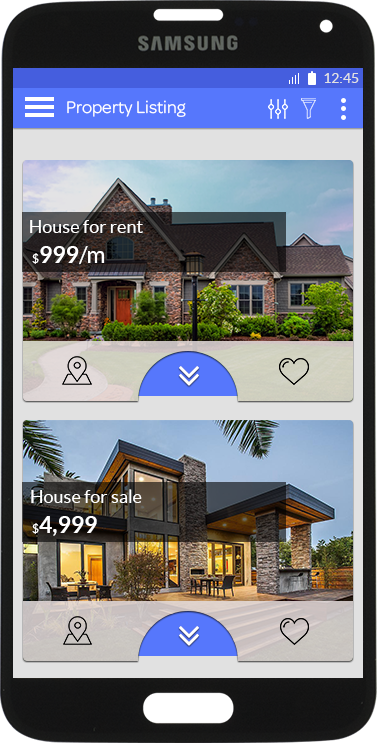 SAMSUNG
12:45
Property Listing
House for rent
$999/m
House for sale
$4,999